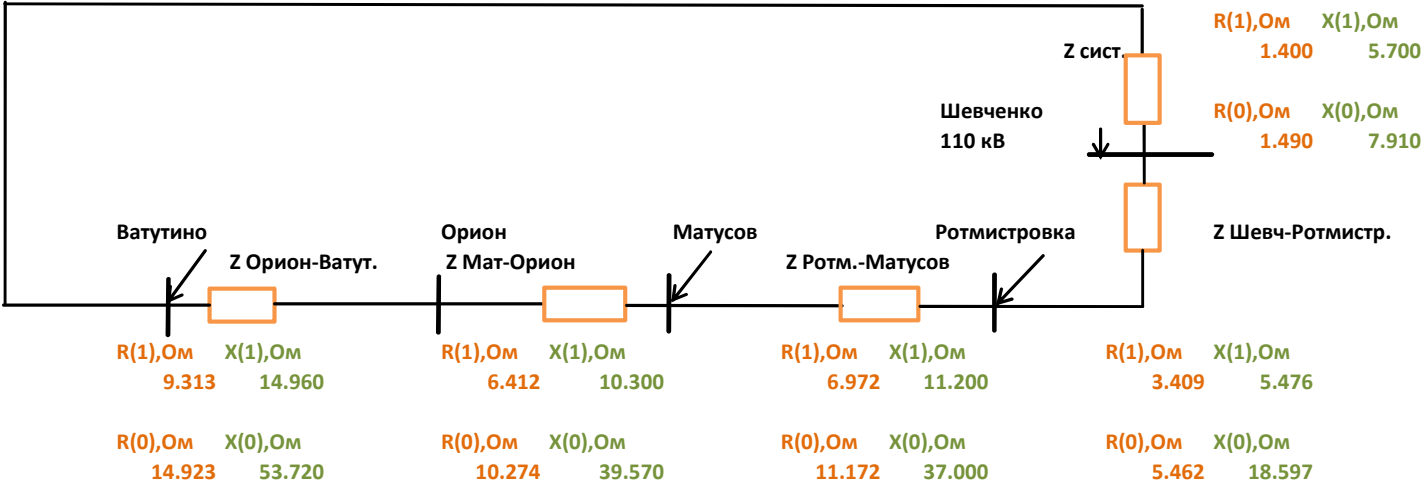 R(1),Ом X(1),Ом
Z сист. 1.400 5.700
Шевченко R(0),Ом X(0),Ом
110 кВ 1.490 7.910
Ватутино Орион Матусов Ротмистровка Z Шевч-Ротмистр.
Z Орион-Ватут. Z Мат-Орион Z Ротм.-Матусов
R(1),Ом X(1),Ом R(1),Ом X(1),Ом R(1),Ом X(1),Ом R(1),Ом X(1),Ом
9.313 14.960 6.412 10.300 6.972 11.200 3.409 5.476
R(0),Ом X(0),Ом R(0),Ом X(0),Ом R(0),Ом X(0),Ом R(0),Ом X(0),Ом
14.923 53.720 10.274 39.570 11.172 37.000 5.462 18.597